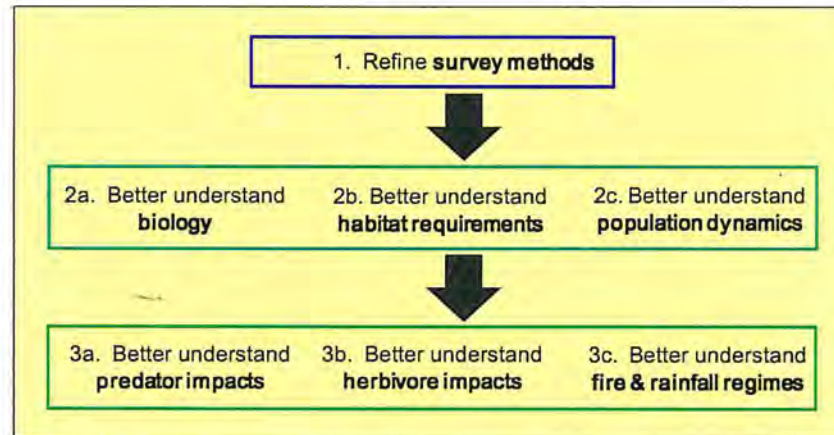 1. Refine survey methods
2a. Better understand
biology
2b. Better understand
habitat requirements
2c. Better understand
population dynamics
3a. Better understand
predator impacts
3b. Better understand
herbivore impacts
3c. Better understand
fire & rainfall regimes